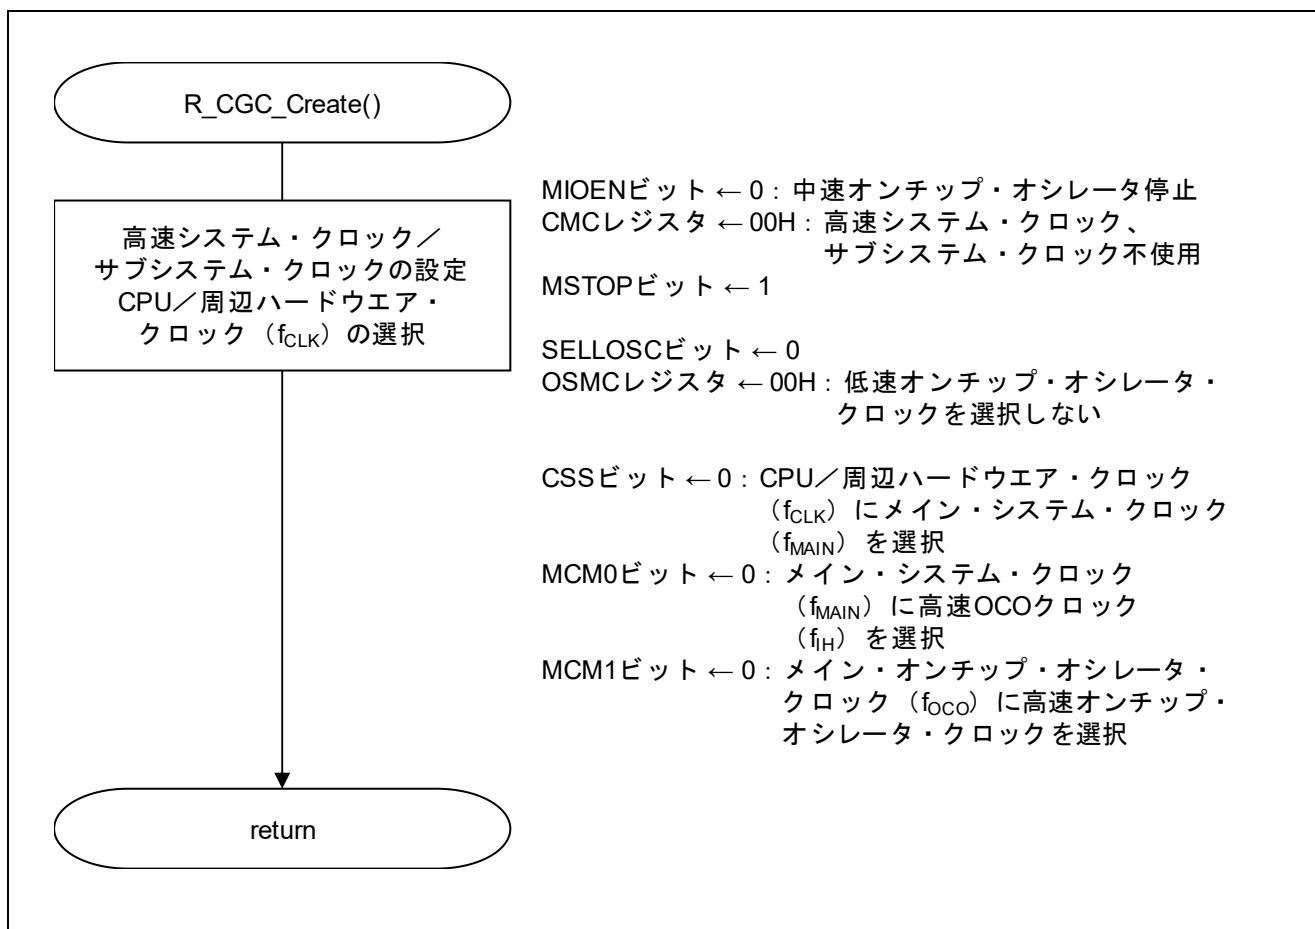 R_CGC_Create()
高速システム・クロック／
サブシステム・クロックの設定
CPU／周辺ハードウエア・
クロック（fCLK）の選択
MIOENビット ← 0：中速オンチップ・オシレータ停止
CMCレジスタ ← 00H：高速システム・クロック、
サブシステム・クロック不使用
MSTOPビット ← 1
SELLOSCビット ← 0
OSMCレジスタ ← 00H：低速オンチップ・オシレータ・
クロックを選択しない
CSSビット ← 0：CPU／周辺ハードウエア・クロック
（fCLK）にメイン・システム・クロック
（fMAIN）を選択
MCM0ビット ← 0：メイン・システム・クロック
（fMAIN）に高速OCOクロック
（fIH）を選択
MCM1ビット ← 0：メイン・オンチップ・オシレータ・
クロック（fOCO）に高速オンチップ・
オシレータ・クロックを選択
return